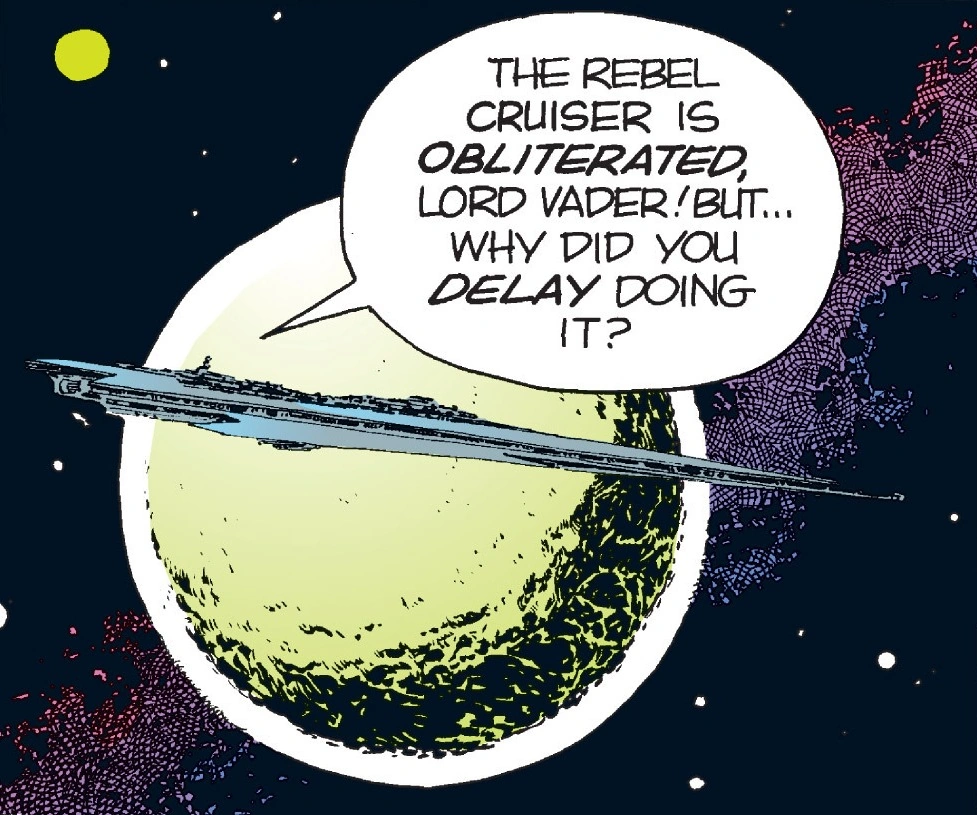 THE REBEL
CRUISER IS
OBLITERATED,
LORD VADER! BUT...
WHY DID YOU
DELAY DOING
IT?